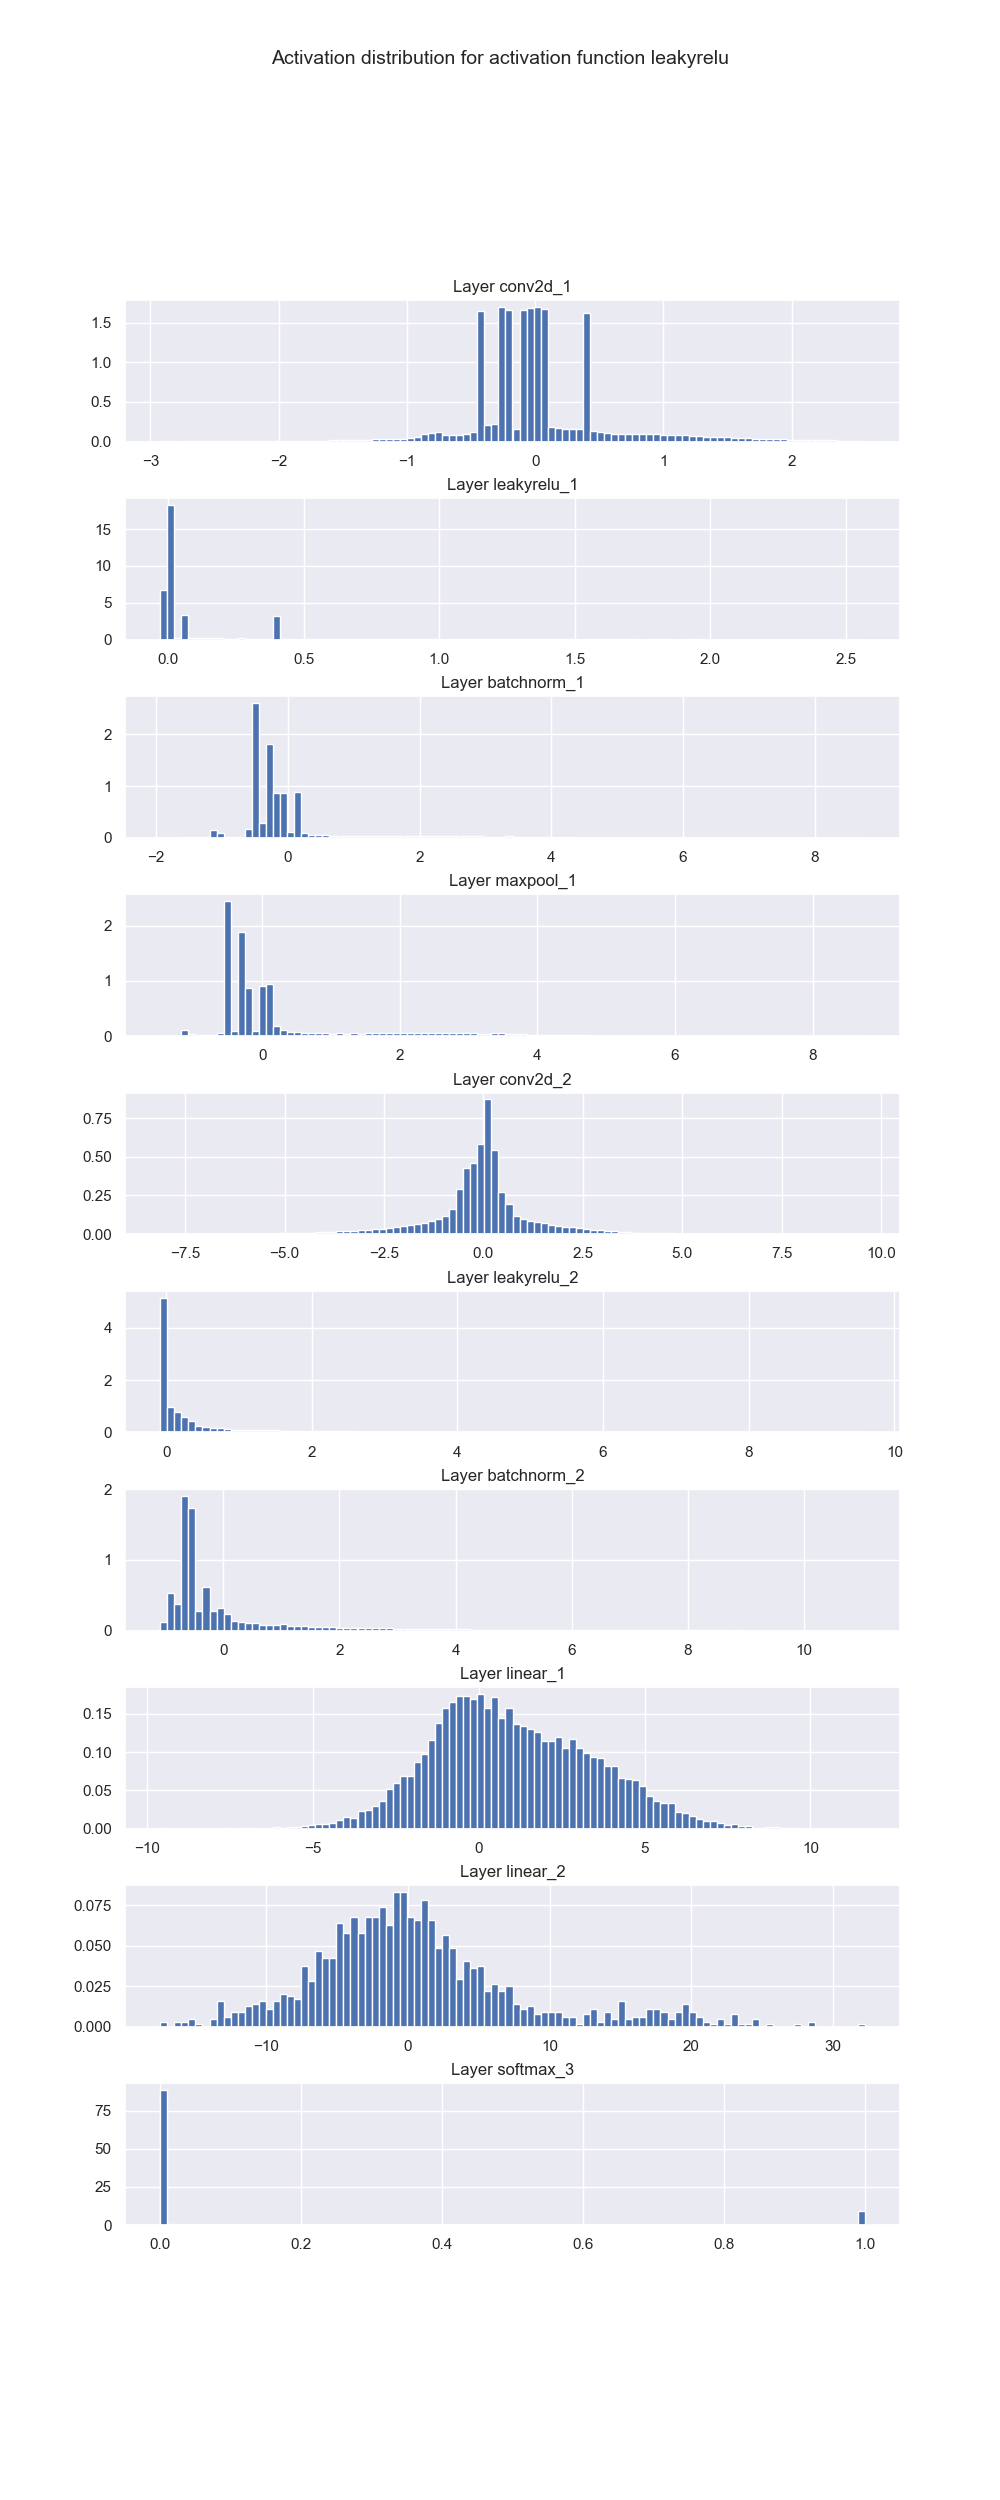 Activation distribution for activation function leakyrelu
Layer conv2d_1
1.5
1.0
0.5
0.0
−3 −2 −1 0 1 2
Layer leakyrelu_1
15
10
5
0
0.0 0.5 1.0 1.5 2.0 2.5
Layer batchnorm_1
2
1
0
−2 0 2 4 6 8
Layer maxpool_1
2
1
0
0 2 4 6 8
Layer conv2d_2
0.75
0.50
0.25
0.00
−7.5 −5.0 −2.5 0.0 2.5 5.0 7.5 10.0
Layer leakyrelu_2
4
2
0
0 2 4 6 8 10
Layer batchnorm_2
2
1
0
0 2 4 6 8 10
Layer linear_1
0.15
0.10
0.05
0.00
−10 −5 0 5 10
Layer linear_2
0.075
0.050
0.025
0.000
−10 0 10 20 30
Layer softmax_3
75
50
25
0
0.0 0.2 0.4 0.6 0.8 1.0